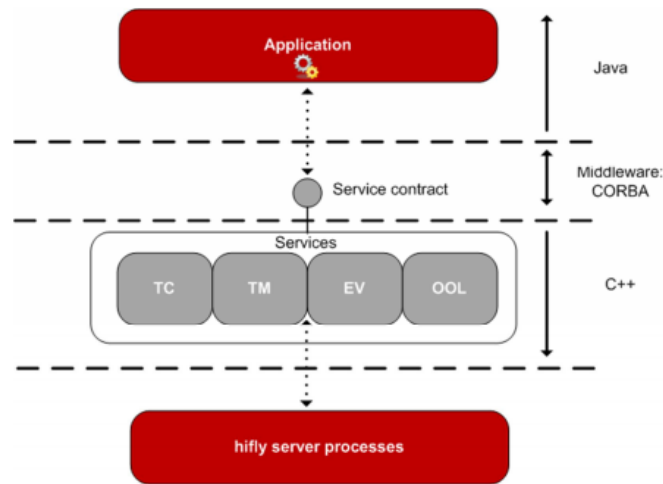 Application
Java
Middleware:
CORBA
Service contract
Services
TC TM EV OOL
C++
hifly server processes